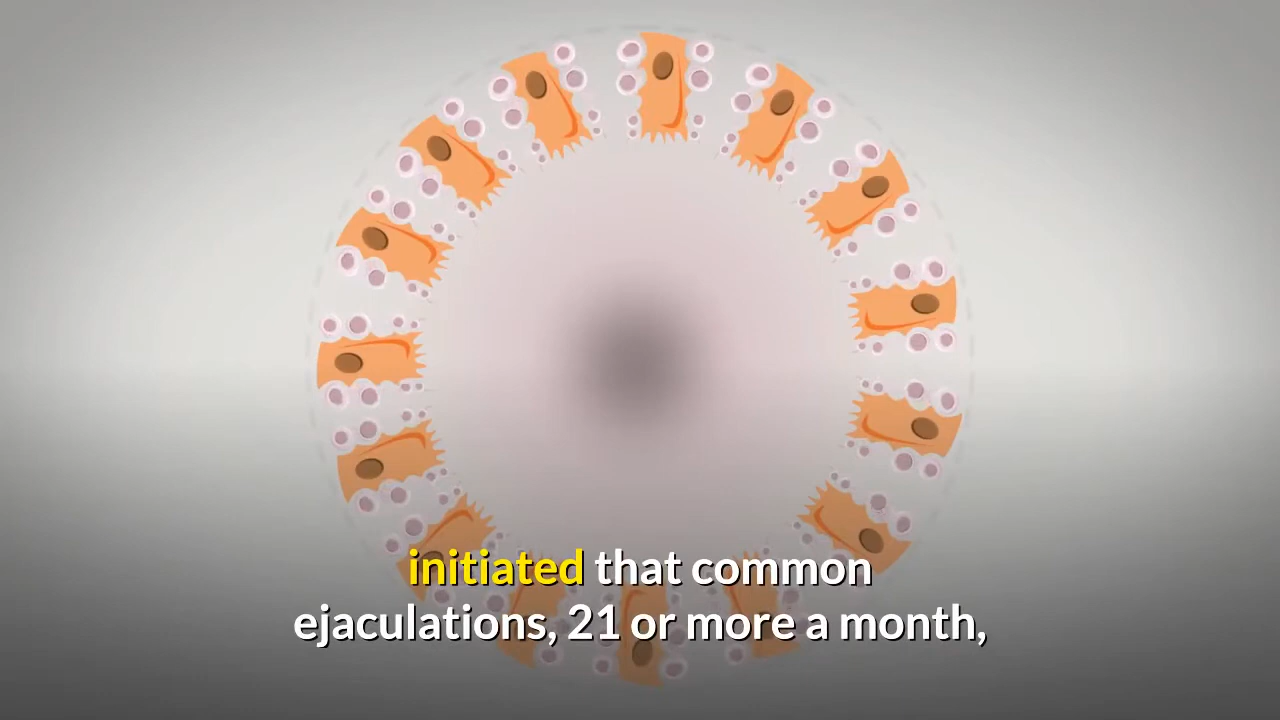 initiated that common
ejaculations, 21 or more a month,